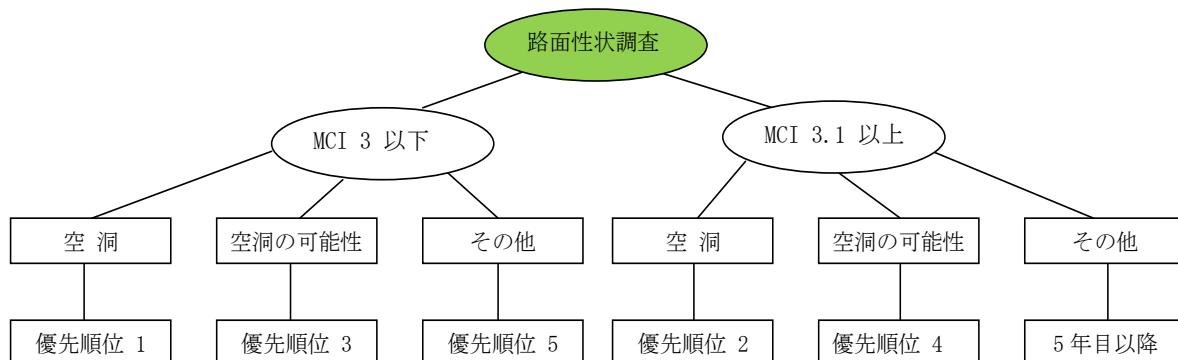 路面性状調査
MCI 3 以下
MCI 3.1 以上
空 洞
空洞の可能性
その他
空 洞
空洞の可能性
その他
優先順位 1
優先順位 3
優先順位 5
優先順位 2
優先順位 4
5年目以降